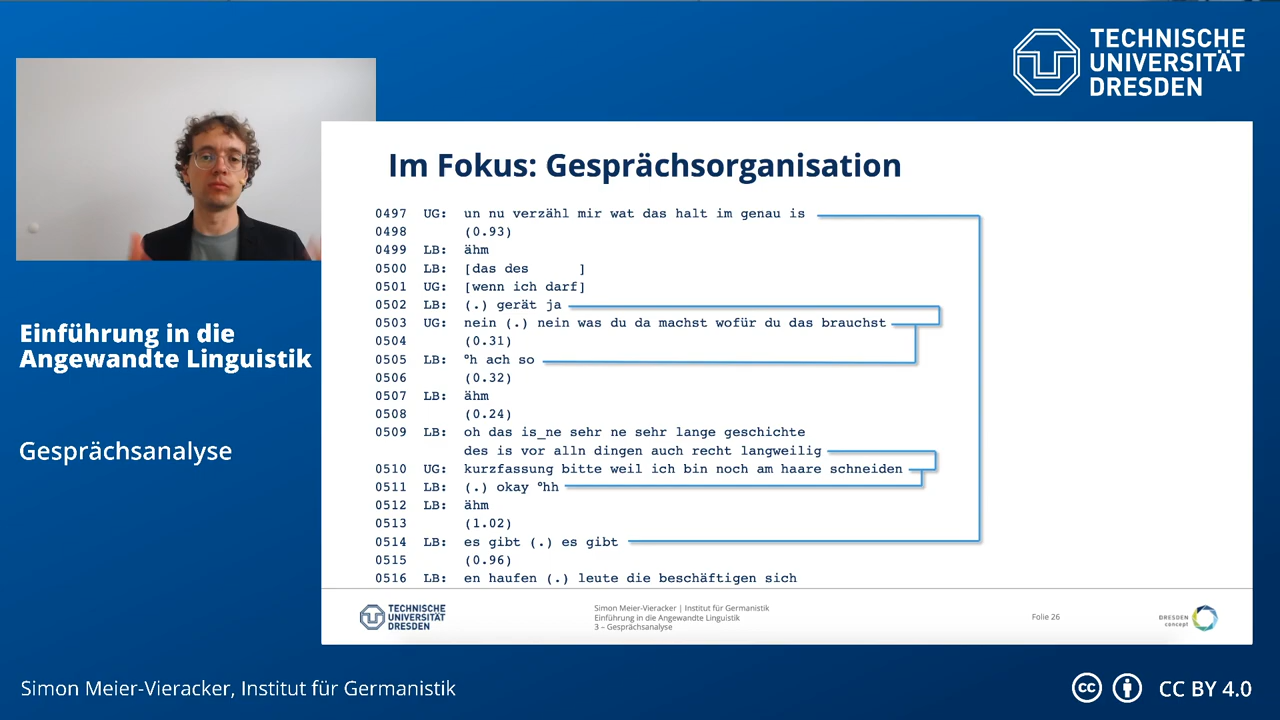 TECHNISCHE
UNIVERSITÄT
DRESDEN
Im Fokus: Gesprächsorganisation
0497 UG: un nu verzähl mir wat das halt im genau is
0498 (0.93)
0499 LB: ähm
0500 LB: [das des ]
0501 UG: [wenn ich darf]
0502 LB: (.) gerät ja
0503 UG: nein (.) nein was du da machst wofür du das brauchst
0504 (0.31)
0505 LB: °h ach so
0506 (0.32)
0507 LB: ähm
0508 (0.24)
0509 LB: oh das is_ne sehr ne sehr lange geschichte
des is vor alln dingen auch recht langweilig
0510 UG: kurzfassung bitte weil ich bin noch am haare schneiden
0511 LB: (.) okay °hh
0512 LB: ähm
0513 (1.02)
0514 LB: es gibt (.) es gibt
0515 (0.96)
0516 LB: en haufen (.) leute die beschäftigen sich
TECHNISCHE
UNIVERSITÄT
DRESDEN
Simon Meier-Vieracker | Institut für Germanistik
Einführung in die Angewandte Linguistik
3 – Gesprächsanalyse
Folie 26
DRESDEN
concept
Einführung in die
Angewandte Linguistik
Gesprächsanalyse
Simon Meier-Vieracker, Institut für Germanistik
cc
CC BY 4.0